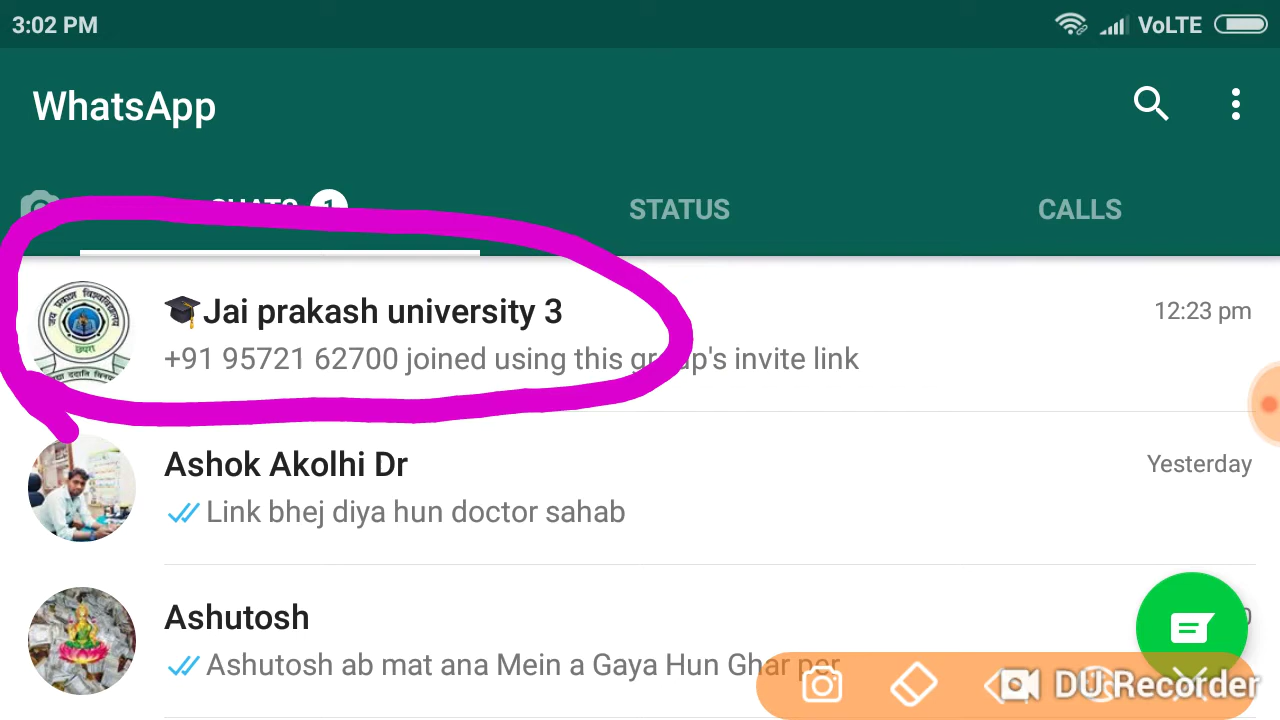 3:02 PM
VoLTE
WhatsApp
CHATS 1
STATUS
CALLS
🎓Jai prakash university 3
12:23 pm
+91 95721 62700 joined using this group's invite link
Ashok Akolhi Dr
Yesterday
Link bhej diya hun doctor sahab
Ashutosh
Ashutosh ab mat ana Mein a Gaya Hun Ghar per
DU Recorder